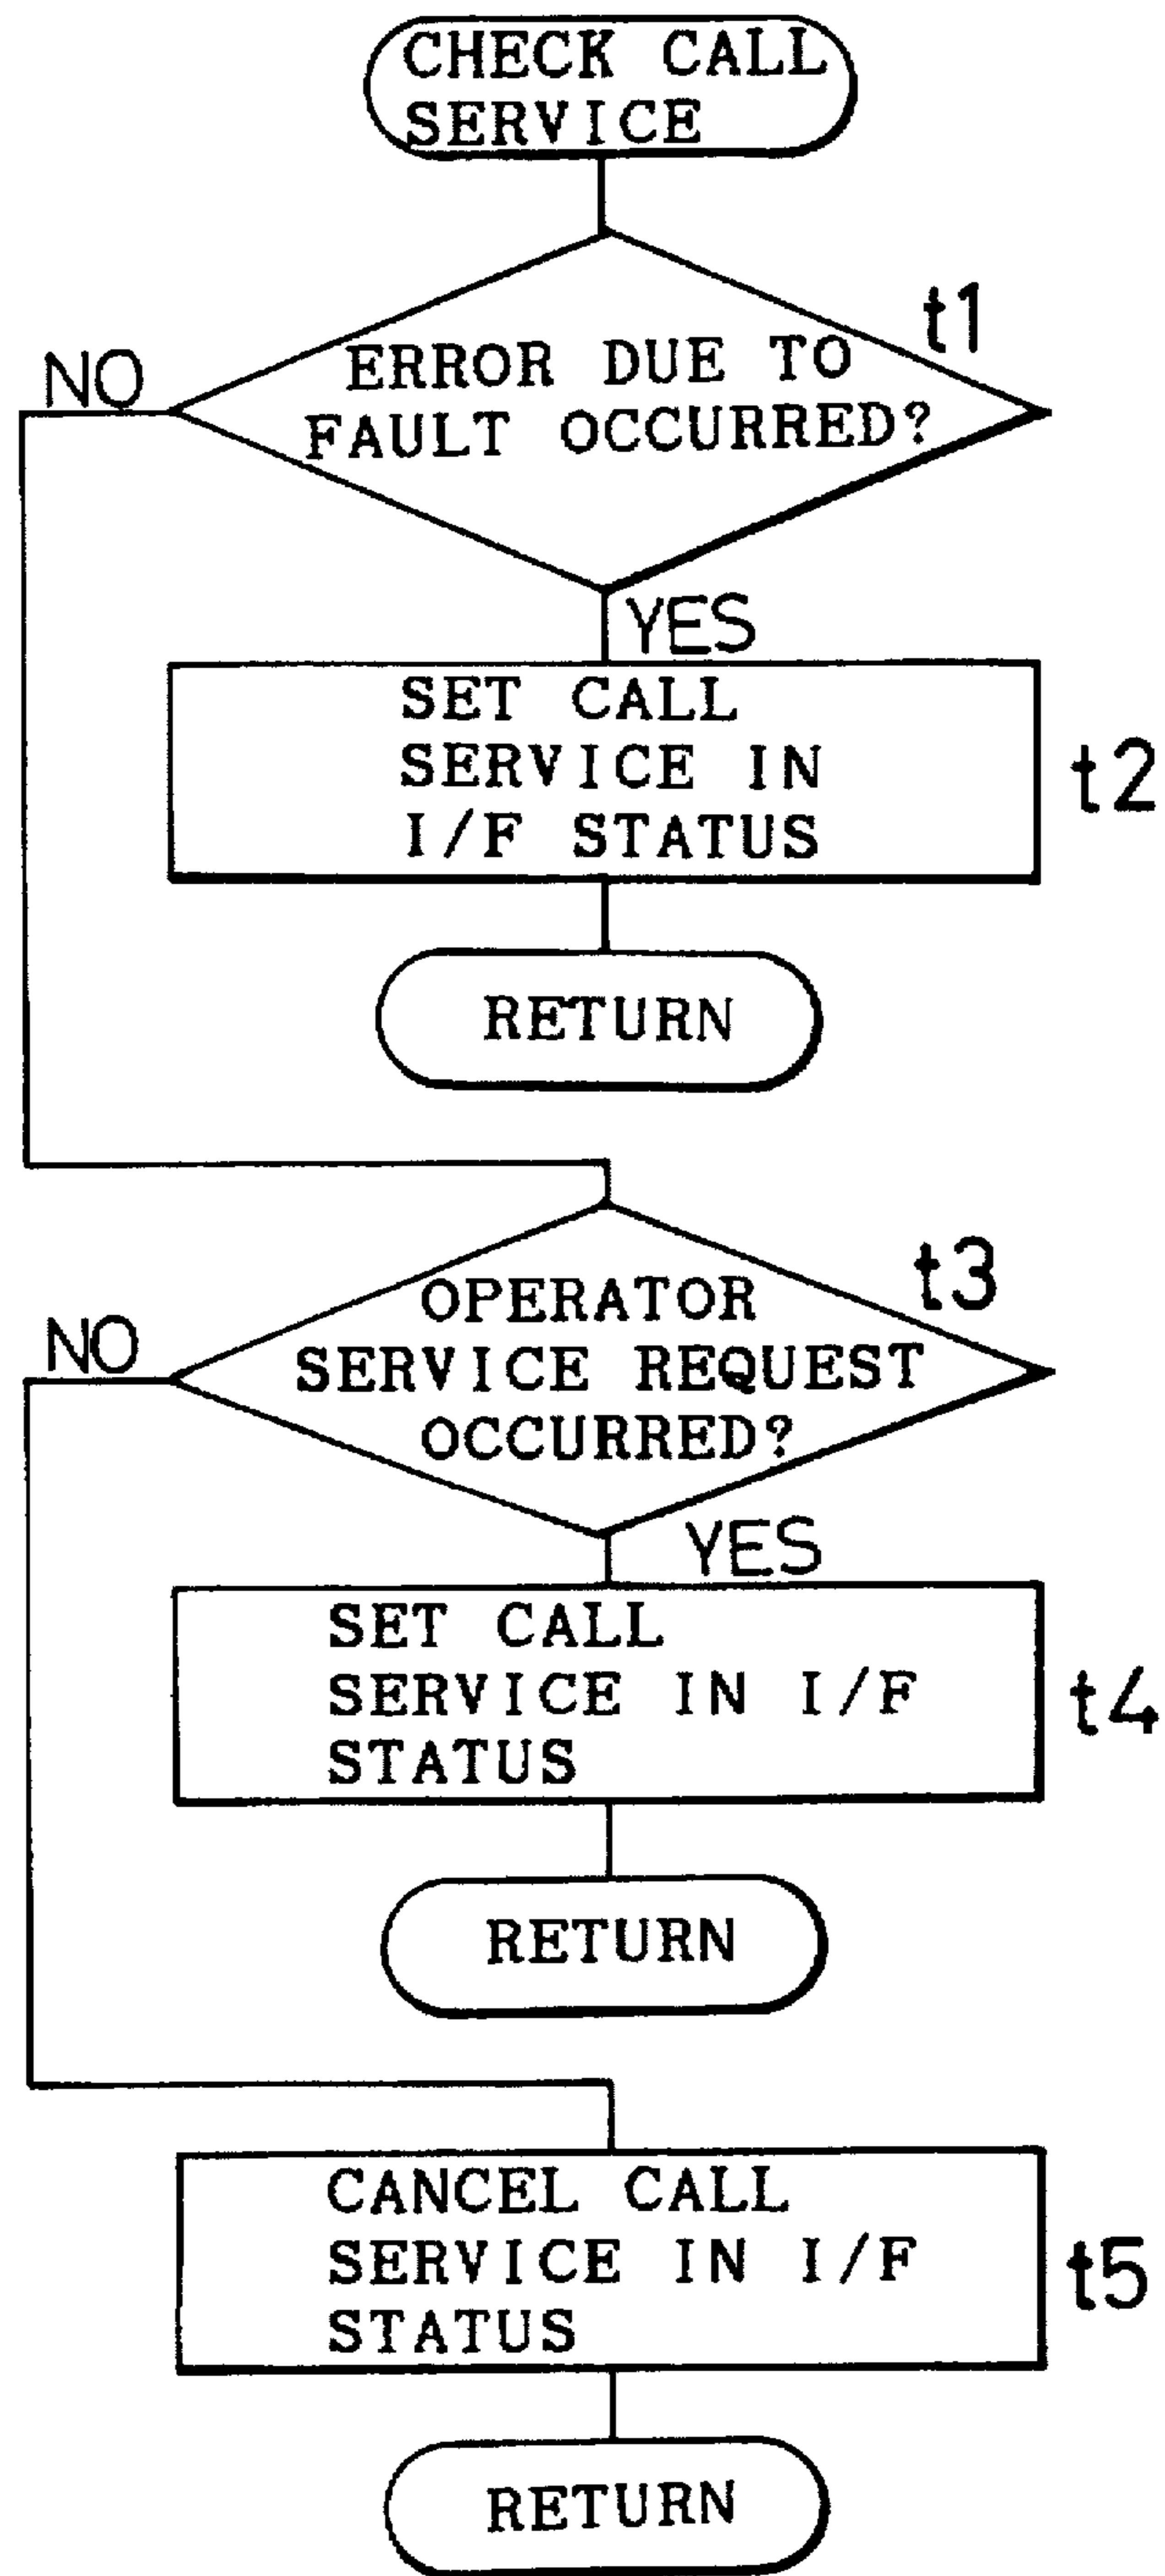 CHECK CALL
SERVICE
t1
NO
ERROR DUE TO
FAULT OCCURRED?
YES
SET CALL
SERVICE IN
I/F STATUS
t2
RETURN
t3
NO
OPERATOR
SERVICE REQUEST
OCCURRED?
YES
SET CALL
SERVICE IN I/F
STATUS
t4
RETURN
CANCEL CALL
SERVICE IN I/F
STATUS
t5
RETURN